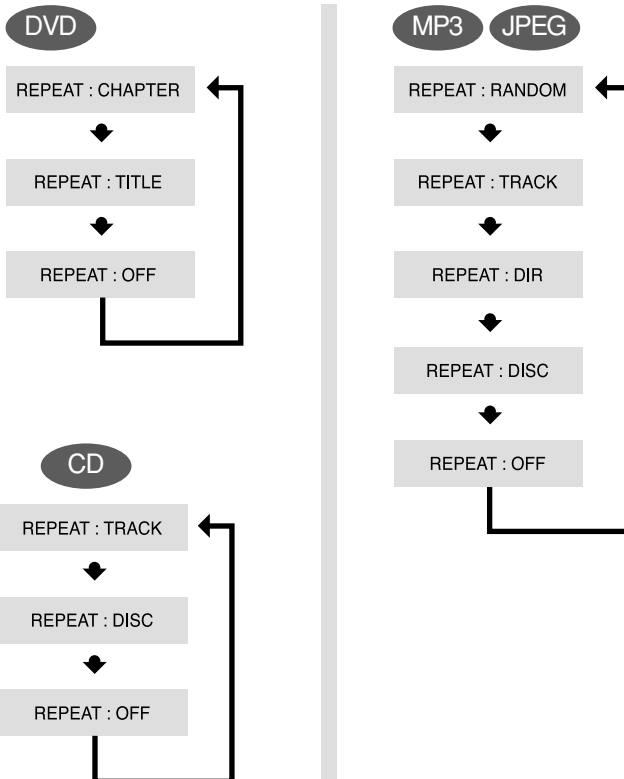 DVD
REPEAT : CHAPTER
REPEAT : TITLE
REPEAT : OFF
CD
REPEAT : TRACK
REPEAT : DISC
REPEAT : OFF
MP3 JPEG
REPEAT : RANDOM
REPEAT : TRACK
REPEAT : DIR
REPEAT : DISC
REPEAT : OFF